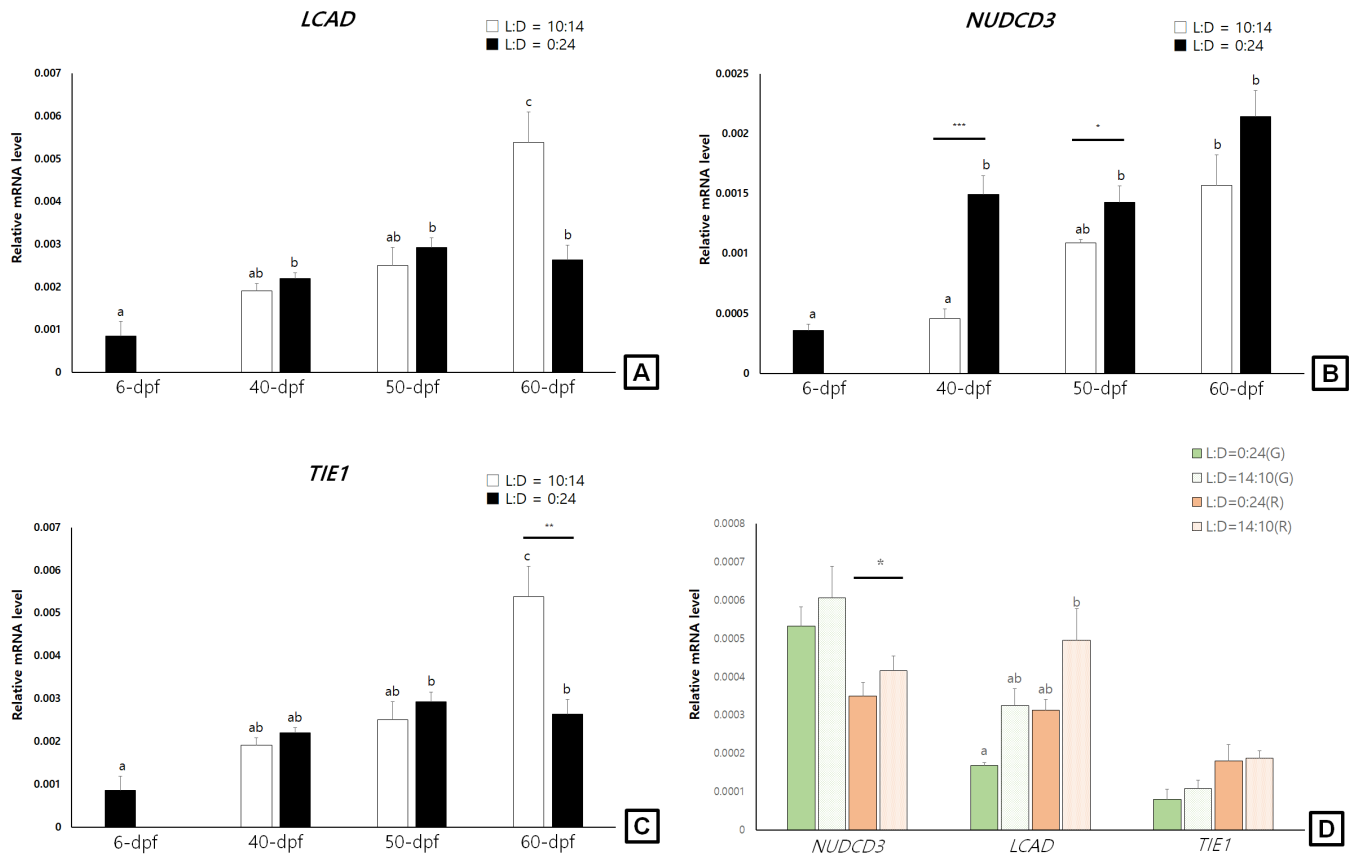 LCAD
L:D = 10:14
L:D = 0:24
Relative mRNA level
0.007
0.006
0.005
0.004
0.003
0.002
0.001
0
a
ab
b
ab
b
c
b
6-dpf
40-dpf
50-dpf
60-dpf
A
NUDCD3
L:D = 10:14
L:D = 0:24
Relative mRNA level
0.0025
0.002
0.0015
0.001
0.0005
0
a
a
***
b
ab
*
b
b
b
6-dpf
40-dpf
50-dpf
60-dpf
B
TIE1
L:D = 10:14
L:D = 0:24
Relative mRNA level
0.007
0.006
0.005
0.004
0.003
0.002
0.001
0
a
ab
ab
ab
b
**
c
b
6-dpf
40-dpf
50-dpf
60-dpf
C
L:D=0:24(G)
L:D=14:10(G)
L:D=0:24(R)
L:D=14:10(R)
Relative mRNA level
0.0008
0.0007
0.0006
0.0005
0.0004
0.0003
0.0002
0.0001
0
*
a
ab
ab
b
NUDCD3
LCAD
TIE1
D